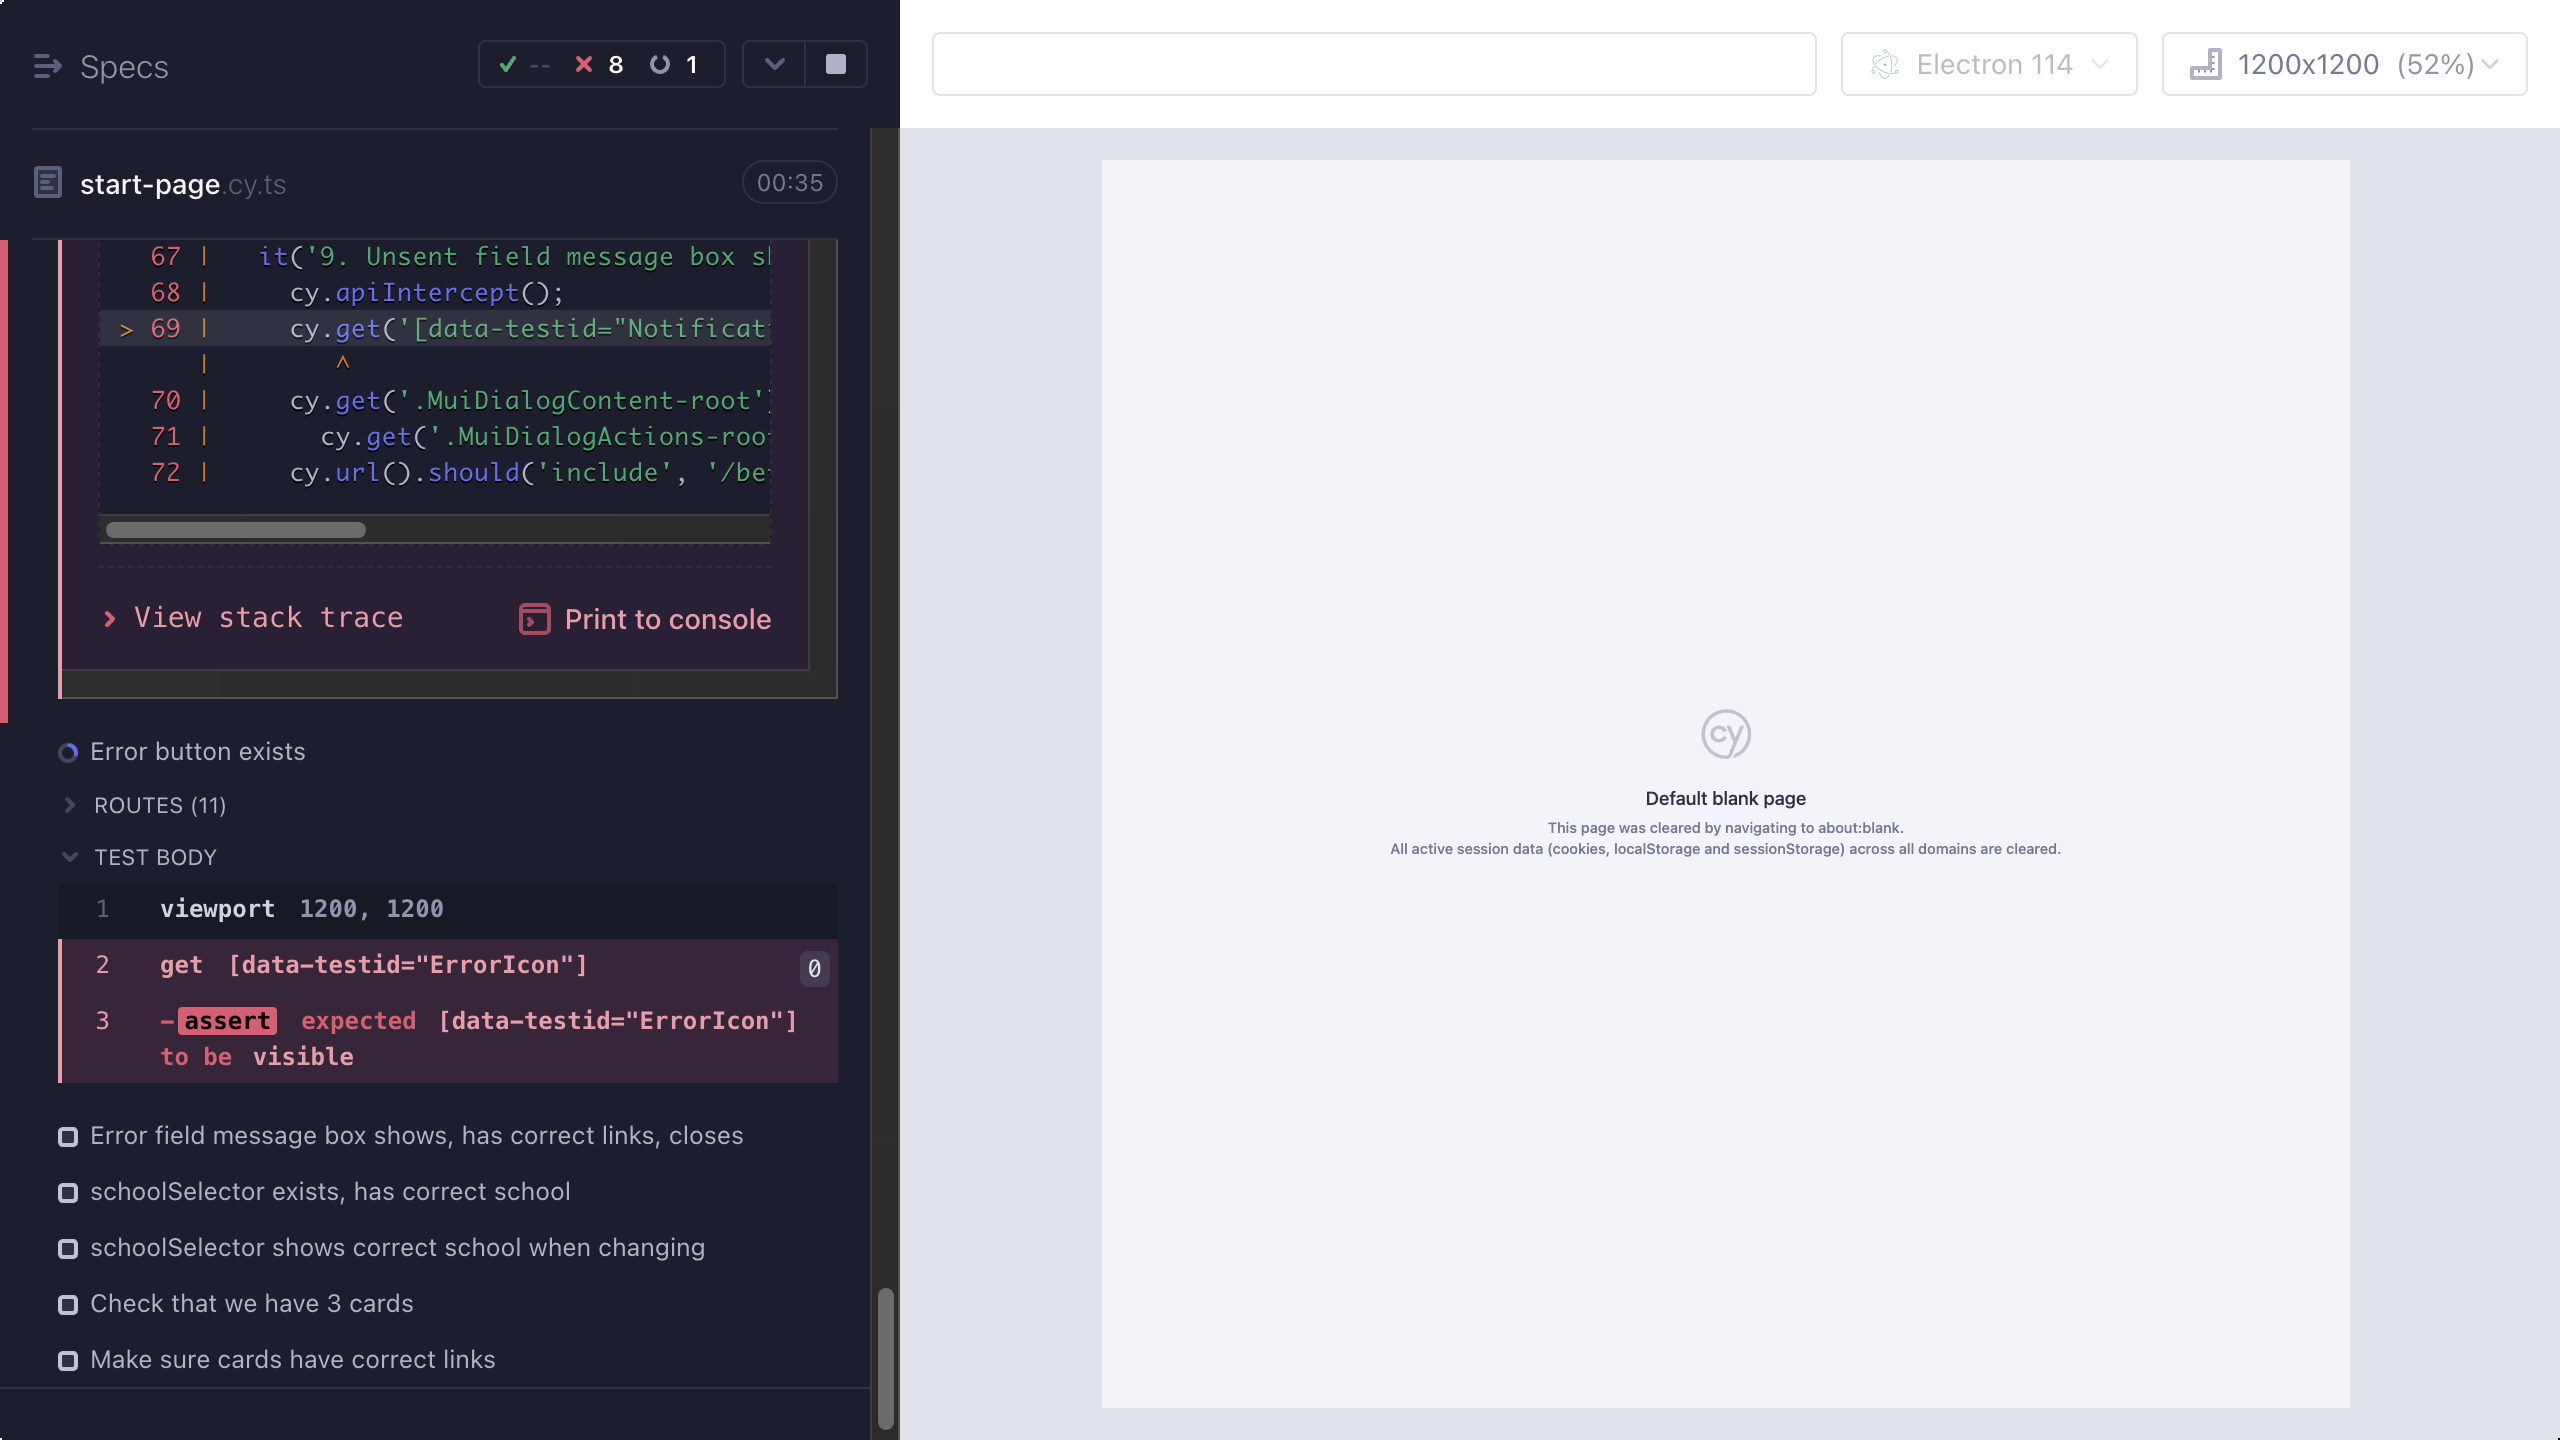 Specs
-- 8 1
start-page.cy.ts 00:35
67 | it('9. Unsent field message box s
68 | cy.apiIntercept();
> 69 | cy.get('[data-testid="Notificat
| ^
70 | cy.get('.MuiDialogContent-root')
71 | cy.get('.MuiDialogActions-root
72 | cy.url().should('include', '/be
View stack trace Print to console
Error button exists
ROUTES (11)
TEST BODY
1 viewport 1200, 1200
2 get [data-testid="ErrorIcon"] 0
3 -assert expected [data-testid="ErrorIcon"]
to be visible
Error field message box shows, has correct links, closes
schoolSelector exists, has correct school
schoolSelector shows correct school when changing
Check that we have 3 cards
Make sure cards have correct links
Electron 114
1200x1200 (52%)
cy
Default blank page
This page was cleared by navigating to about:blank.
All active session data (cookies, localStorage and sessionStorage) across all domains are cleared.